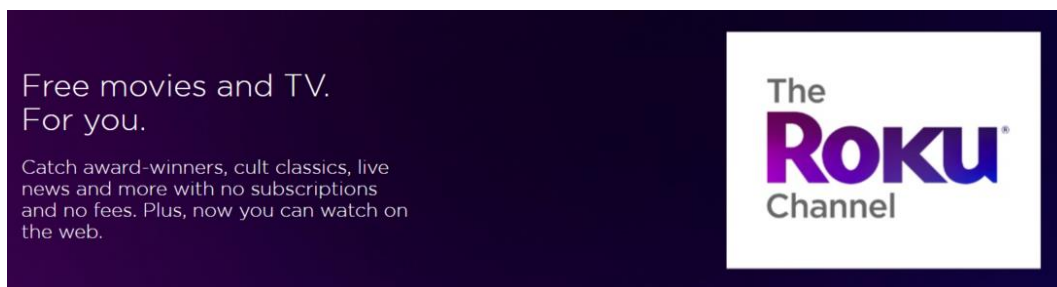 Free movies and TV.
For you.
Catch award-winners, cult classics, live
news and more with no subscriptions
and no fees. Plus, now you can watch on
the web.
The
ROKU®
Channel